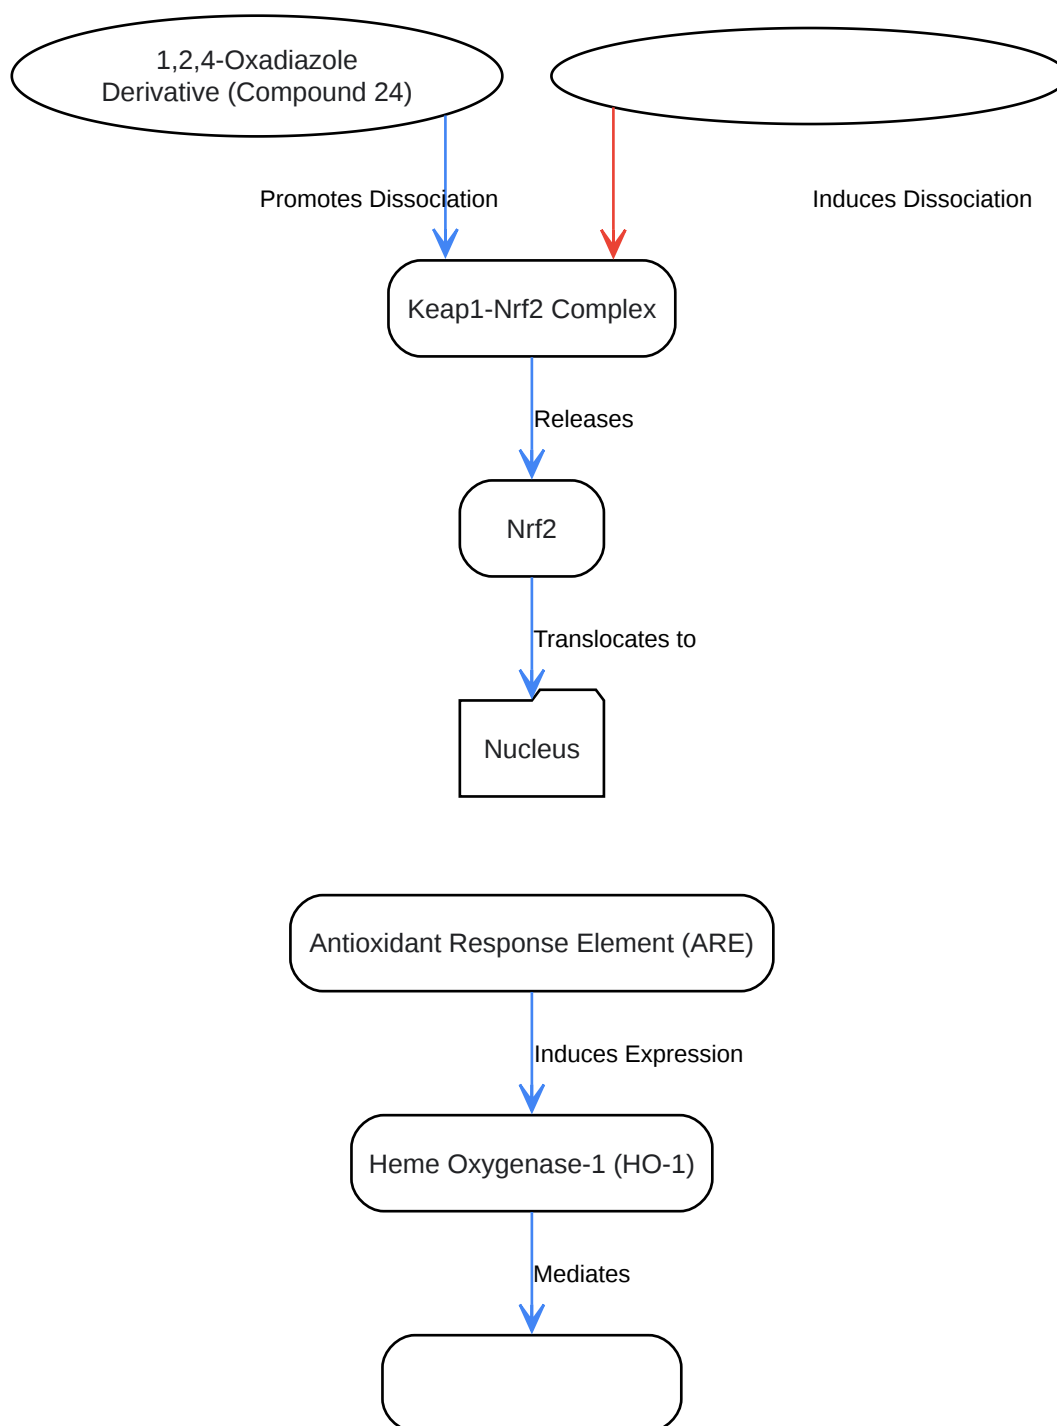 1,2,4-Oxadiazole
Derivative (Compound 24)
Promotes Dissociation
Induces Dissociation
Keap1-Nrf2 Complex
Releases
Nrf2
Translocates to
Nucleus
Antioxidant Response Element (ARE)
Induces Expression
Heme Oxygenase-1 (HO-1)
Mediates